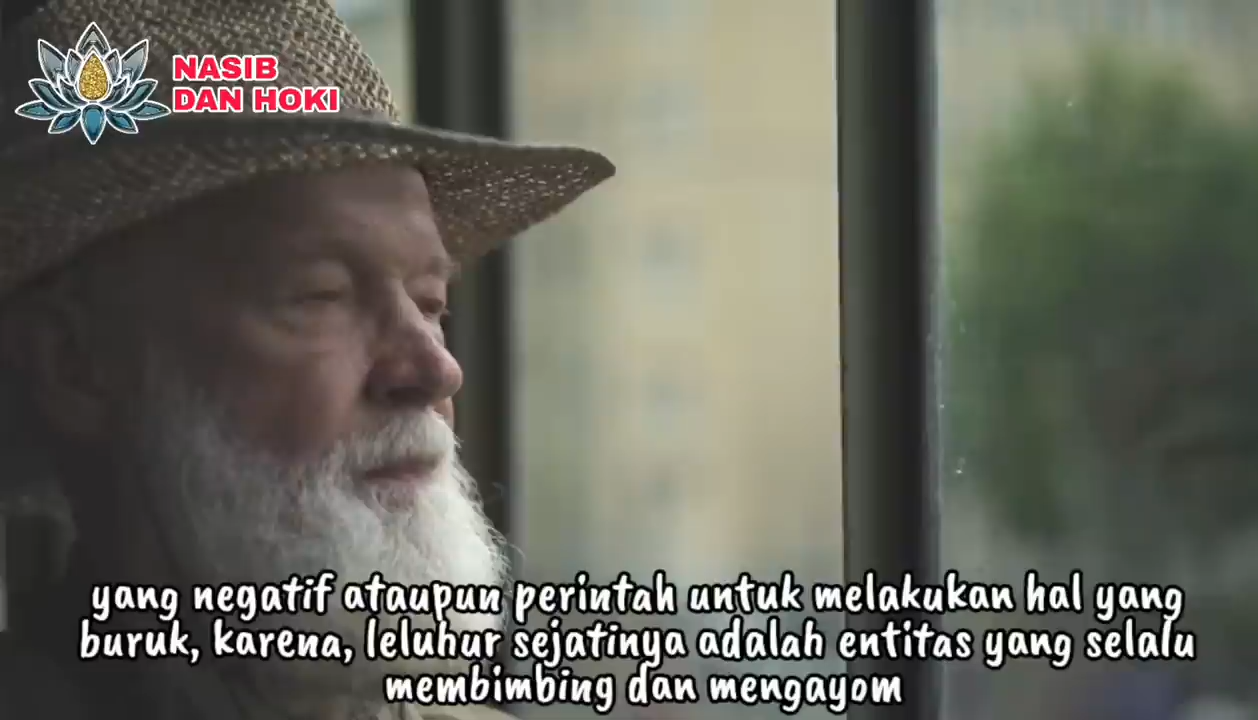 NASIB
DAN HOKI
yang negatif ataupun perintah untuk melakukan hal yang
buruk, karena, leluhur sejatinya adalah entitas yang selalu
membimbing dan mengayom